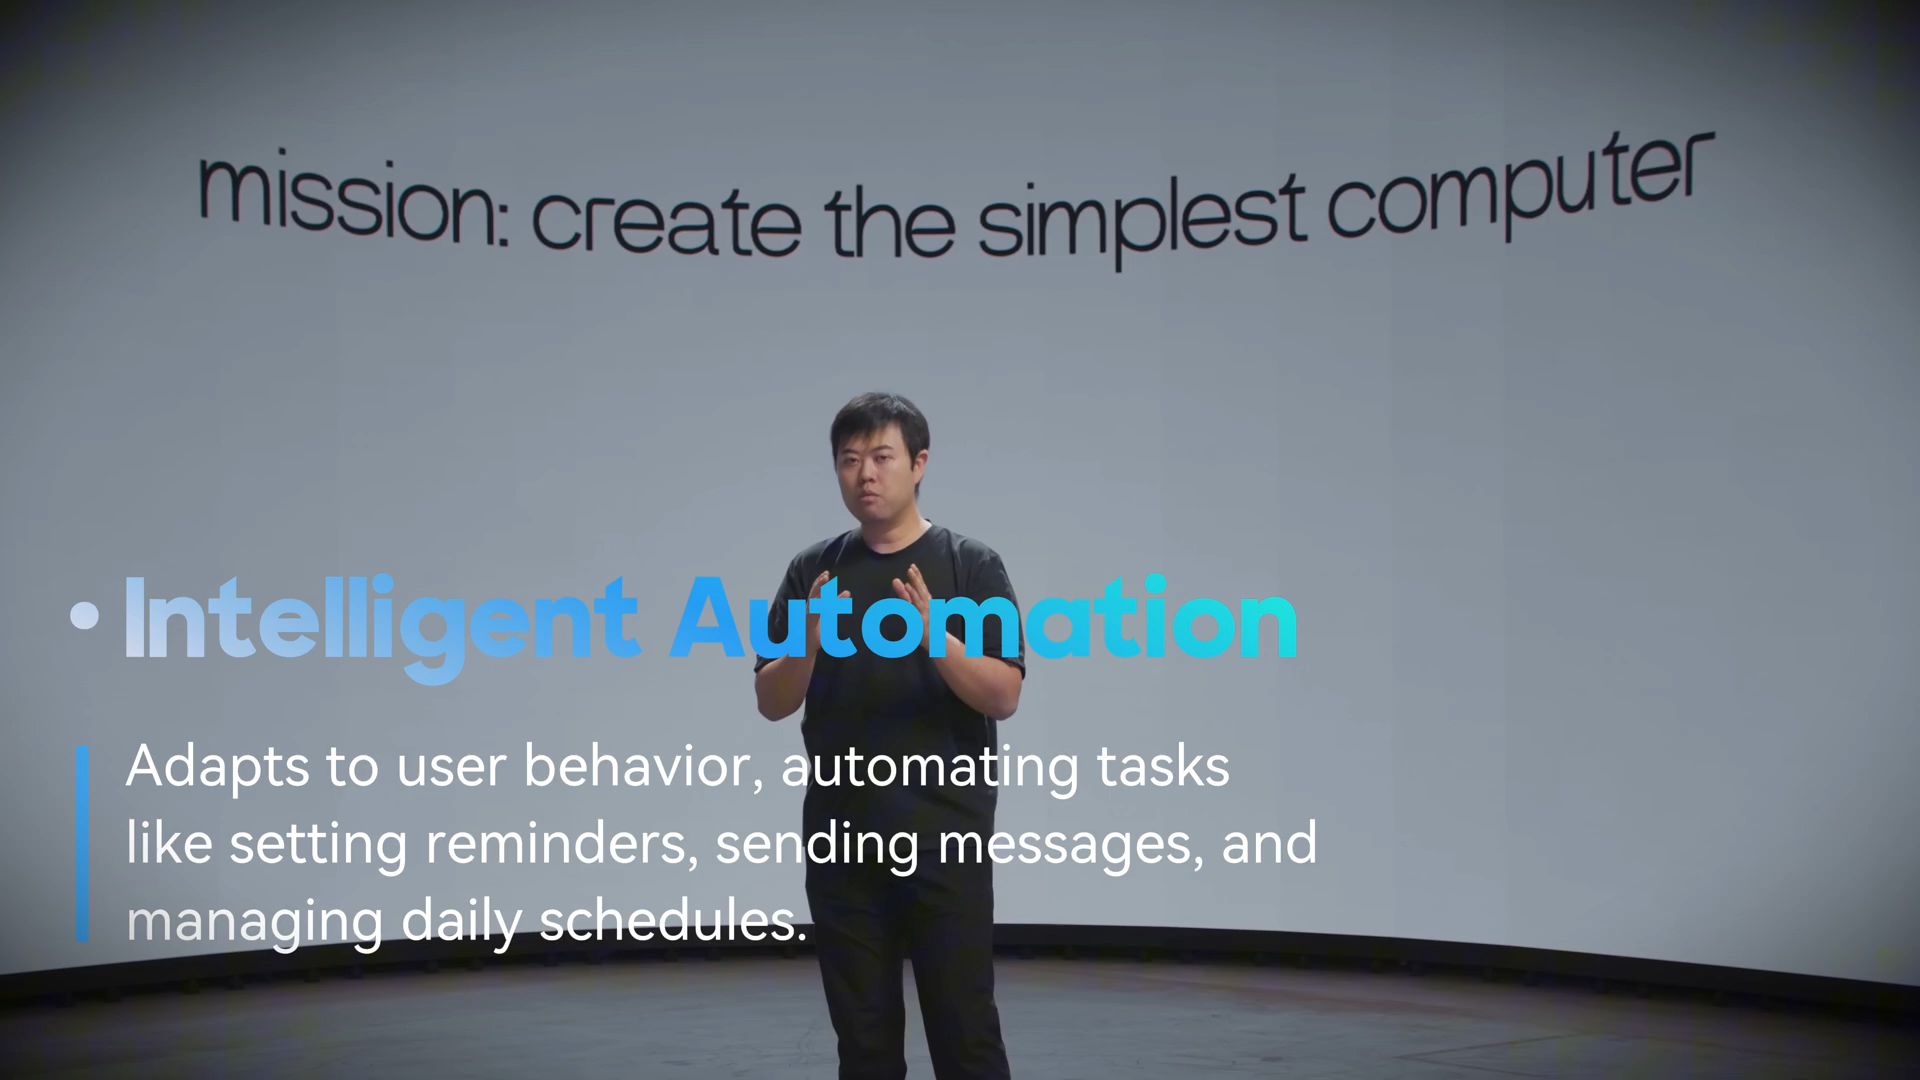 mission: create the simplest computer
• Intelligent Automation
Adapts to user behavior, automating tasks
like setting reminders, sending messages, and
managing daily schedules.